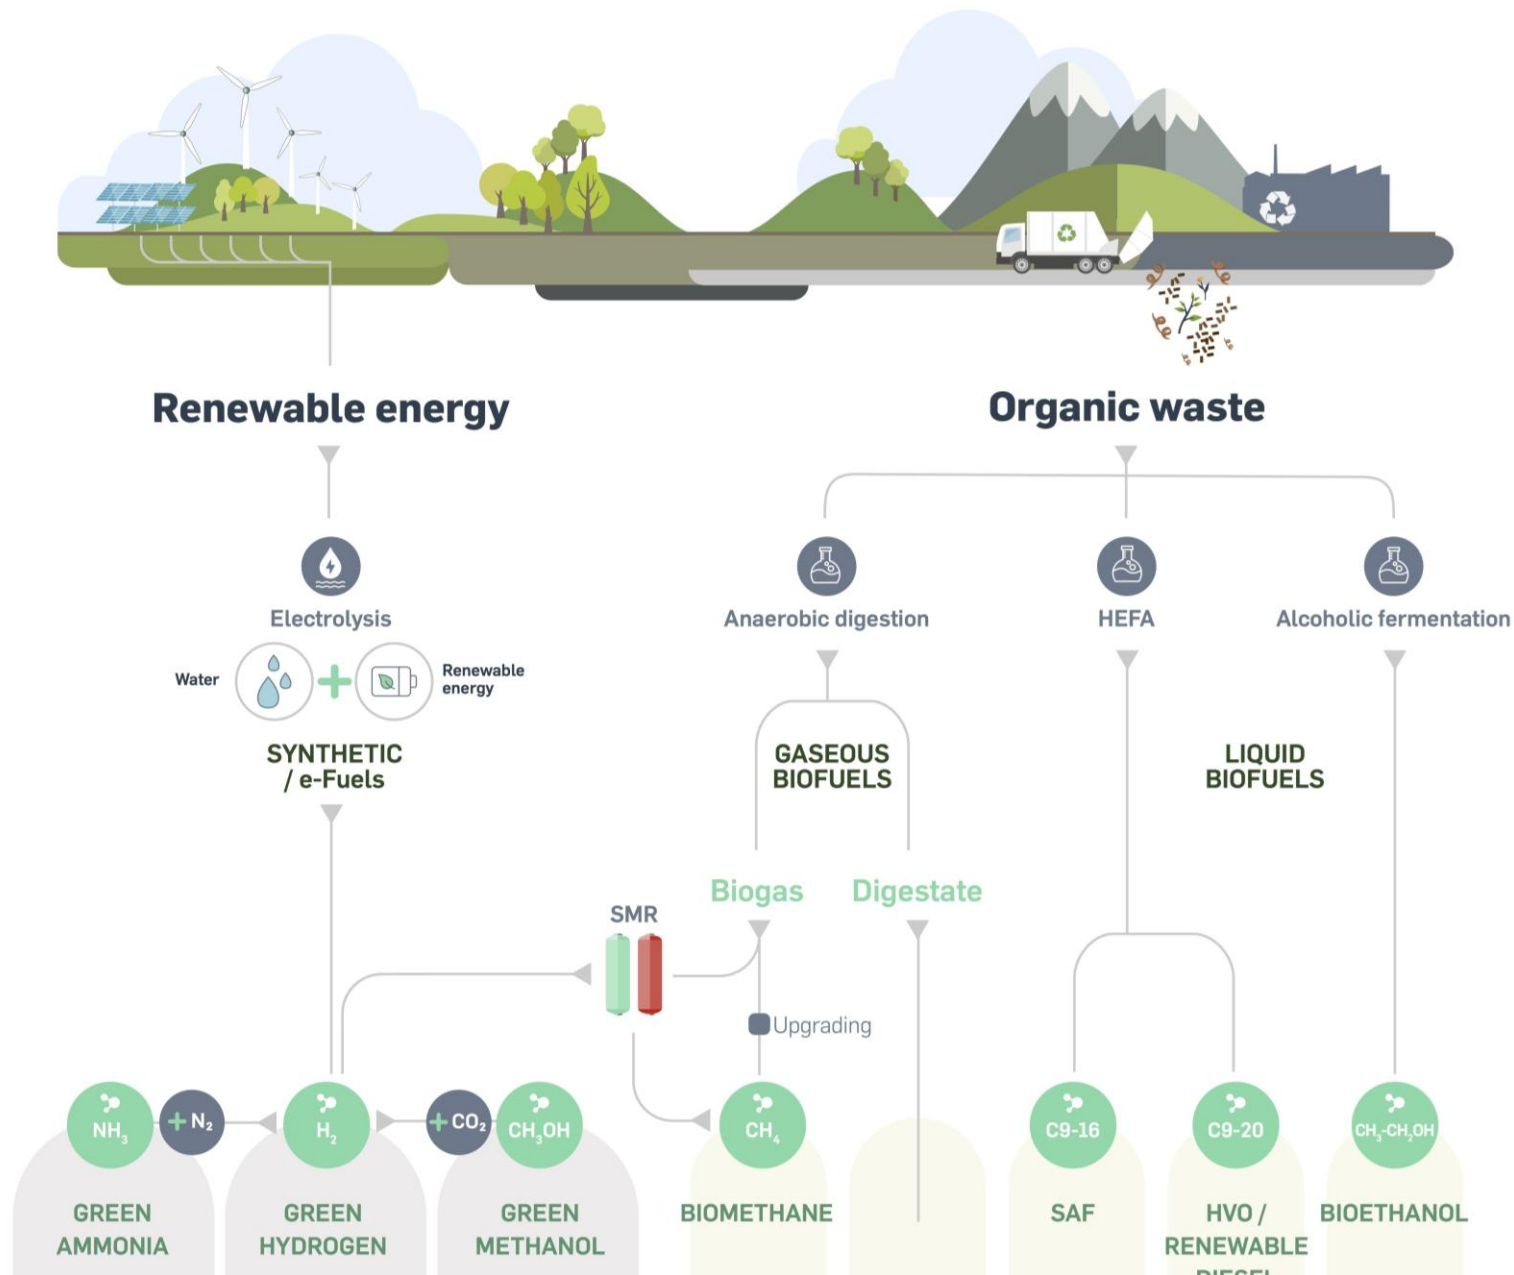 Renewable energy
Organic waste
Electrolysis
Anaerobic digestion
HEFA
Alcoholic fermentation
Water
+
Renewable
energy
SYNTHETIC
/ e-Fuels
GASEOUS
BIOFUELS
LIQUID
BIOFUELS
Biogas
Digestate
SMR
Upgrading
NH₃
+ N₂
H₂
+ CO₂
CH₃OH
CH₄
C9-16
C9-20
CH₃-CH₂OH
GREEN
AMMONIA
GREEN
HYDROGEN
GREEN
METHANOL
BIOMETHANE
SAF
HVO /
RENEWABLE
DIESEL
BIOETHANOL